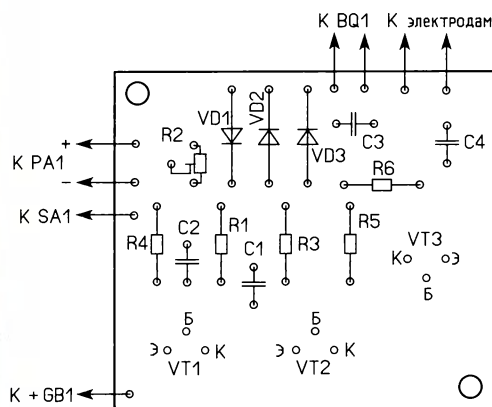 К BQ1 К электродам
VD1 VD2 VD3 C3 C4
+
К PA1
R2
−
R6
К SA1
R4 C2 R1 C1 R3 R5
К VT3 Э
Б
Б Б
Э К Э К
VT1 VT2
К + GB1